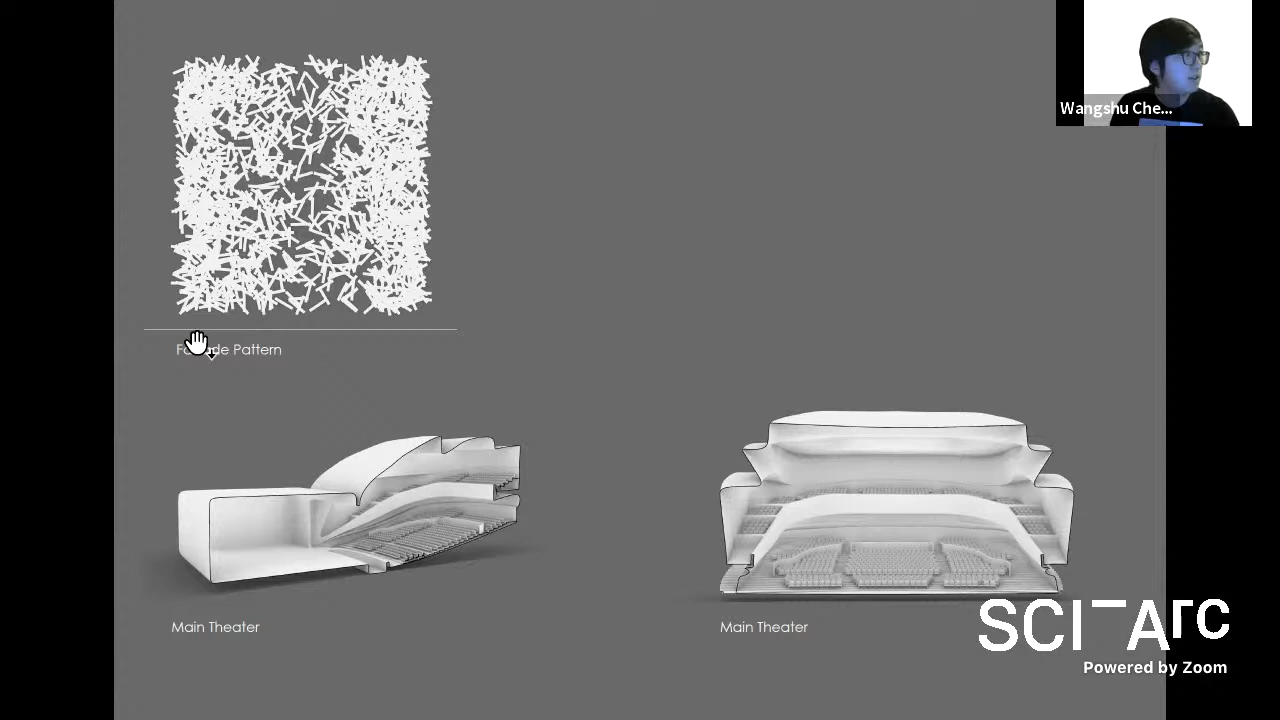 Wangshu Che...
Pattern
Main Theater
Main Theater
SCI-Arc
Powered by Zoom